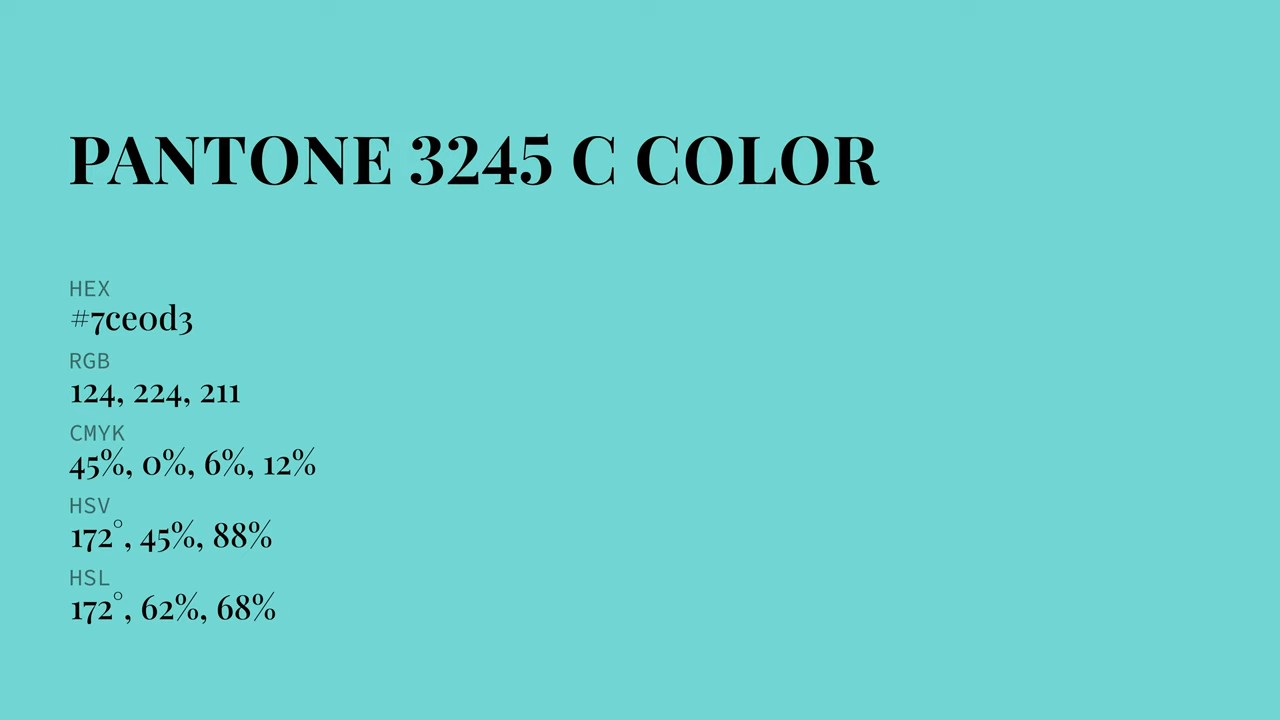 PANTONE 3245 C COLOR
HEX
#7ce0d3
RGB
124, 224, 211
CMYK
45%, 0%, 6%, 12%
HSV
172°, 45%, 88%
HSL
172°, 62%, 68%